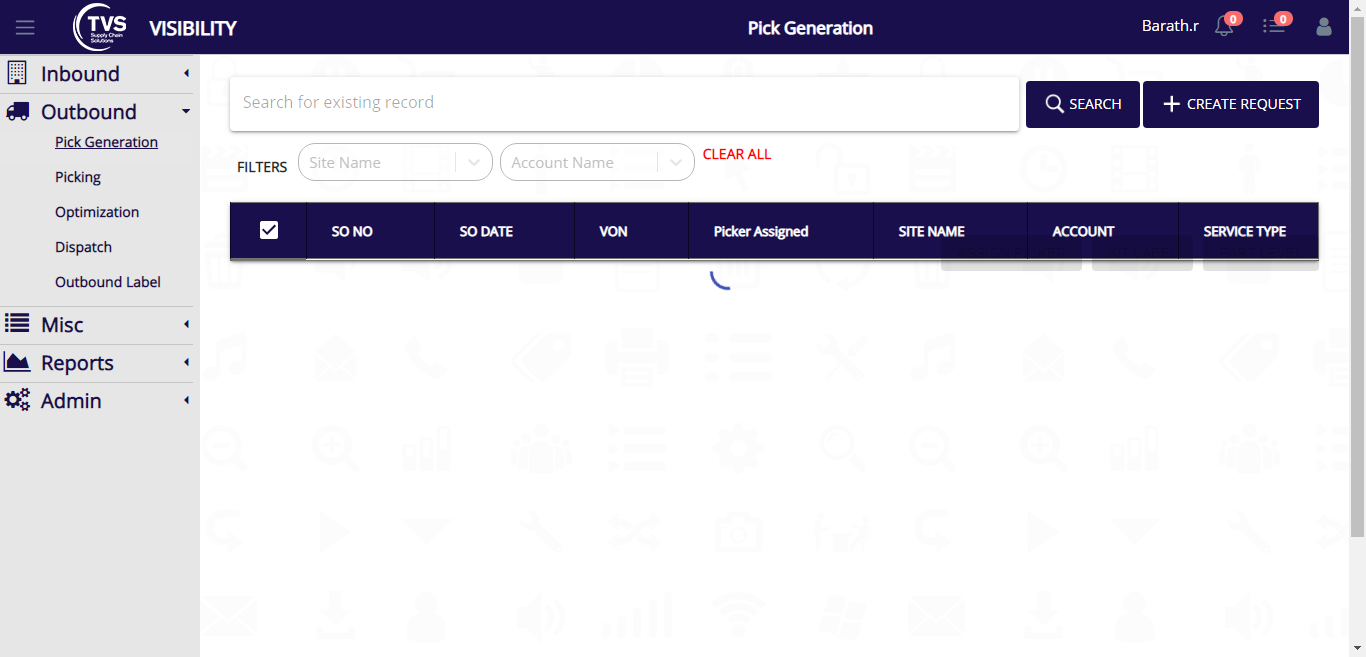 TVS
Supply Chain
Solutions
VISIBILITY
Pick Generation
Barath.r
0
0
Inbound
Outbound
Pick Generation
Picking
Optimization
Dispatch
Outbound Label
Misc
Reports
Admin
Search for existing record
SEARCH
CREATE REQUEST
FILTERS
Site Name
Account Name
CLEAR ALL
SO NO
SO DATE
VON
Picker Assigned
SITE NAME
ACCOUNT
SERVICE TYPE